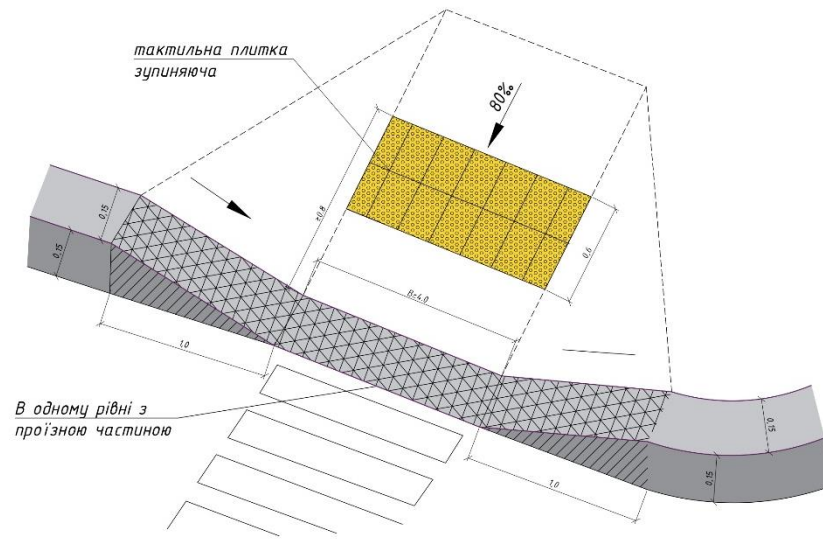 тактильна плитка
зупиняюча
80‰
0,15
0,15
≥0,8
0,6
В≥4,0
1,0
В одному рівні з
проїзною частиною
0,15
0,15
1,0